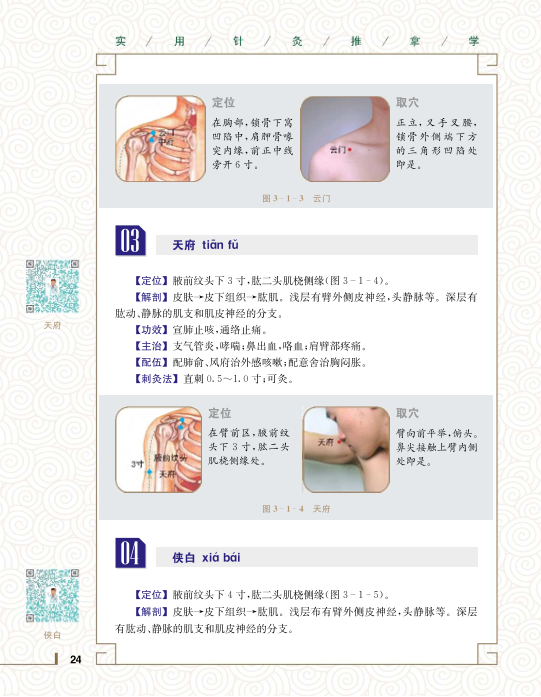 实 / 用 / 针 / 灸 / 推 / 拿 / 学
定位
在胸部,锁骨下窝
凹陷中,肩胛骨喙
突内缘,前正中线
旁开6寸。
云门
中府
云门
取穴
正立,叉手叉腰,
锁骨外侧端下方
的三角形凹陷处
即是。
图3-1-3 云门
03
天府 tiān fǔ
【定位】腋前纹头下3寸,肱二头肌桡侧缘(图3-1-4)。
【解剖】皮肤→皮下组织→肱肌。浅层有臂外侧皮神经,头静脉等。深层有
肱动、静脉的肌支和肌皮神经的分支。
【功效】宣肺止咳,通络止痛。
【主治】支气管炎,哮喘;鼻出血,咯血;肩臂部疼痛。
【配伍】配肺俞、风府治外感咳嗽;配意舍治胸闷胀。
【刺灸法】直刺0.5～1.0寸;可灸。
天府
定位
在臂前区,腋前纹
头下3寸,肱二头
肌桡侧缘处。
3寸
腋前纹头
天府
天府
取穴
臂向前平举,俯头。
鼻尖接触上臂内侧
处即是。
图3-1-4 天府
04
侠白 xiá bái
【定位】腋前纹头下4寸,肱二头肌桡侧缘(图3-1-5)。
【解剖】皮肤→皮下组织→肱肌。浅层布有臂外侧皮神经,头静脉等。深层
有肱动、静脉的肌支和肌皮神经的分支。
侠白
24